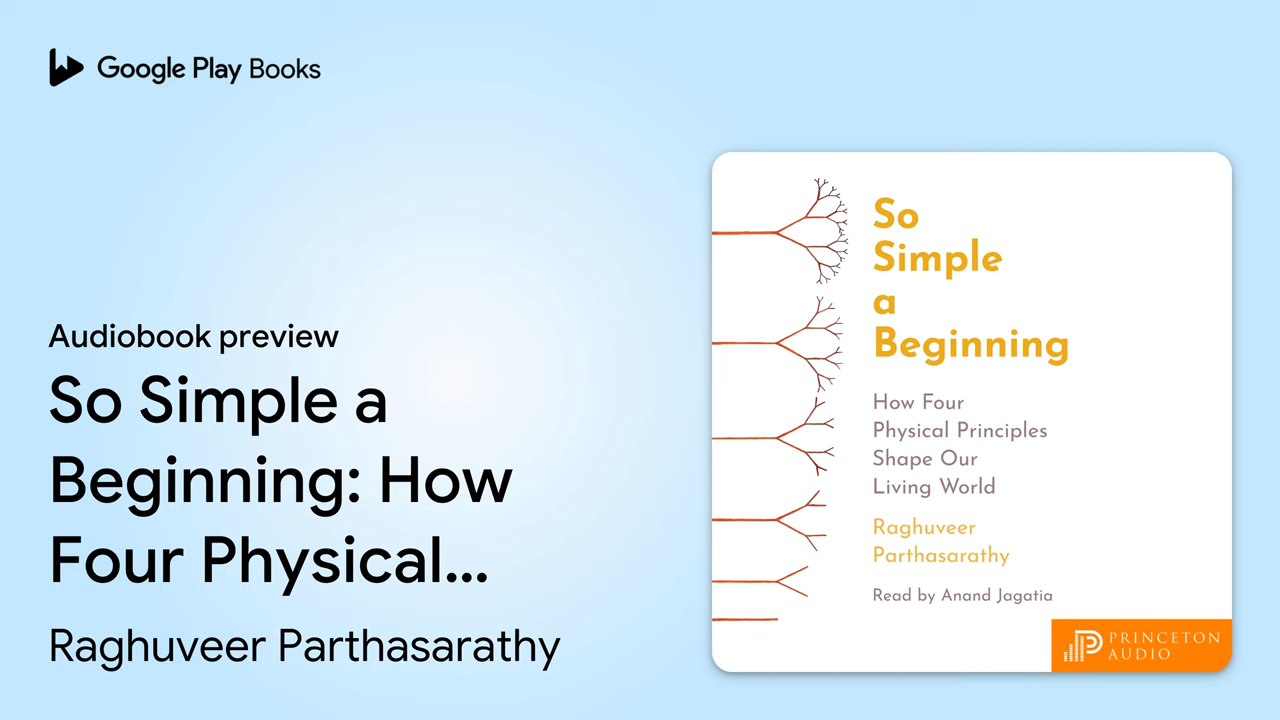 Google Play Books
Audiobook preview
So Simple a
Beginning: How
Four Physical...
Raghuveer Parthasarathy
So
Simple
a
Beginning
How Four
Physical Principles
Shape Our
Living World
Raghuveer
Parthasarathy
Read by Anand Jagatia
PRINCETON
AUDIO